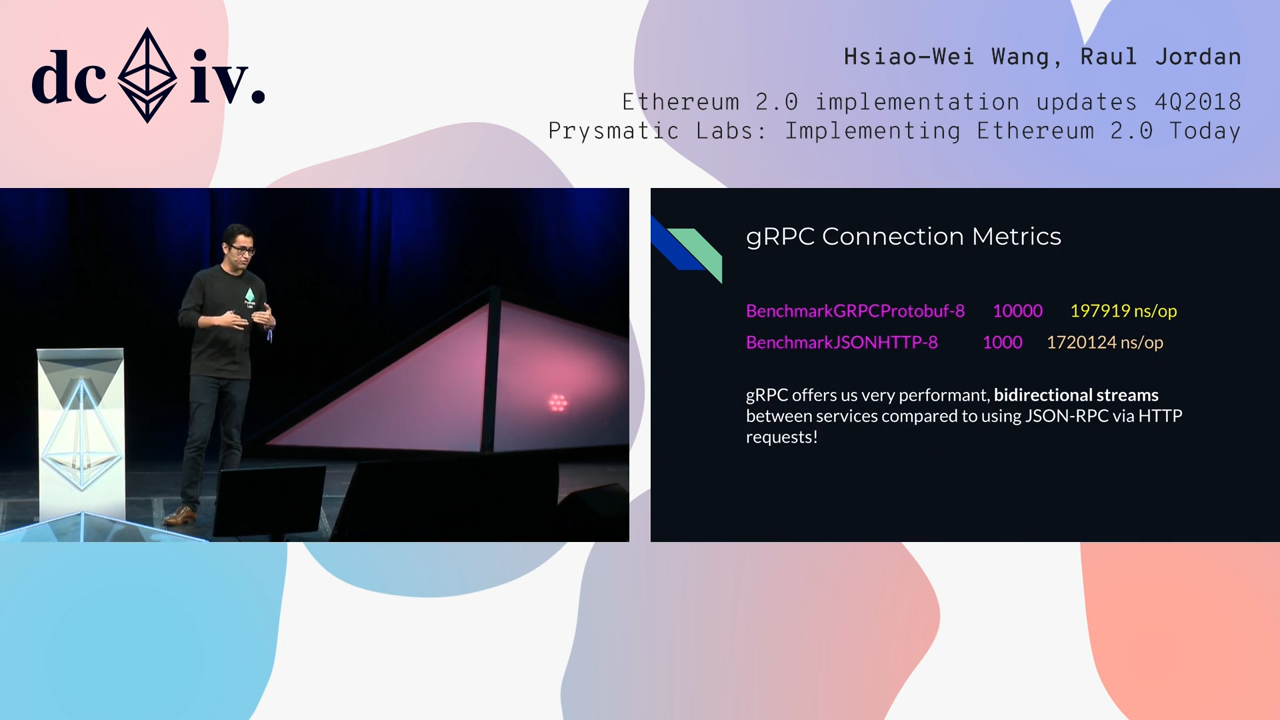 dc iv.
Hsiao-Wei Wang, Raul Jordan
Ethereum 2.0 implementation updates 4Q2018
Prysmatic Labs: Implementing Ethereum 2.0 Today
gRPC Connection Metrics
BenchmarkGRPCProtobuf-8 10000 197919 ns/op
BenchmarkJSONHTTP-8 1000 1720124 ns/op
gRPC offers us very performant, bidirectional streams
between services compared to using JSON-RPC via HTTP
requests!